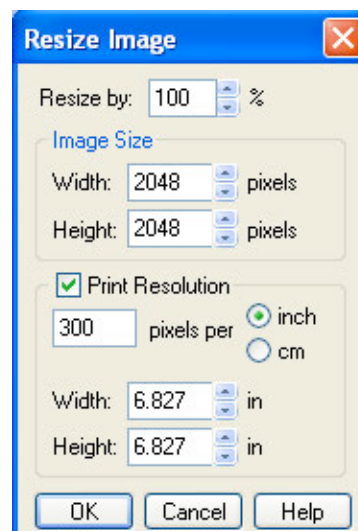 Resize Image
Resize by: 100 %
Image Size
Width: 2048 pixels
Height: 2048 pixels
Print Resolution
300 pixels per inch
cm
Width: 6.827 in
Height: 6.827 in
OK Cancel Help